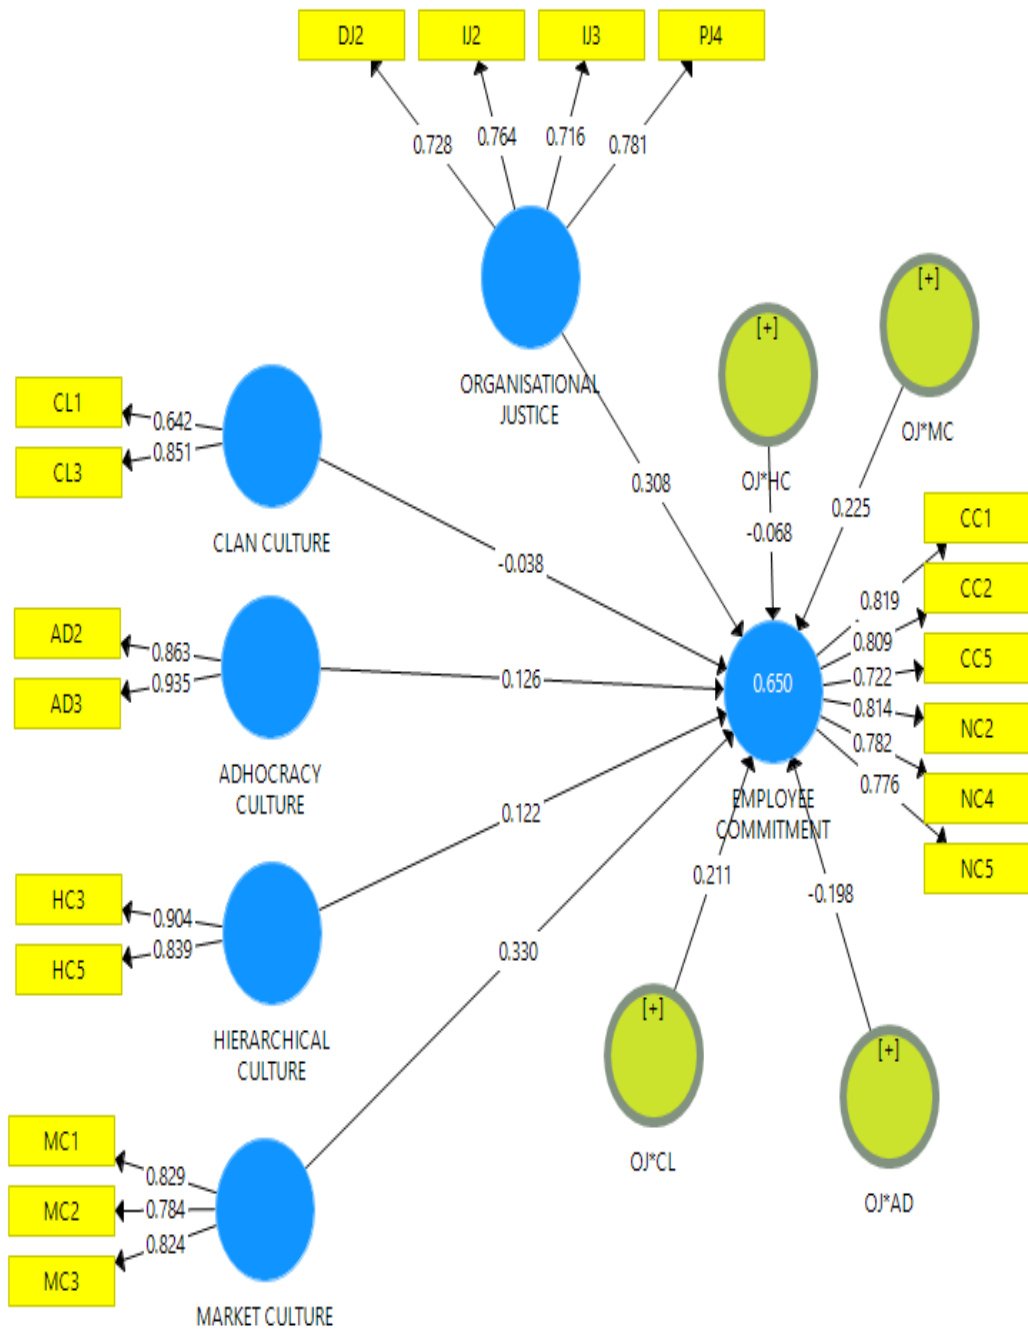 DJ2
IJ2
IJ3
PJ4
0.728
0.764
0.716
0.781
ORGANISATIONAL
JUSTICE
[+]
OJ*MC
[+]
OJ*HC
CL1
CL3
0.642
0.851
CLAN CULTURE
0.308
-0.068
0.225
-0.038
CC1
CC2
CC5
NC2
NC4
NC5
0.819
0.809
0.722
0.814
0.782
0.776
AD2
AD3
0.863
0.935
ADHOCRACY
CULTURE
0.126
0.650
EMPLOYEE
COMMITMENT
0.122
HC3
HC5
0.904
0.839
HIERARCHICAL
CULTURE
0.330
0.211
-0.198
[+]
OJ*CL
[+]
OJ*AD
MC1
MC2
MC3
0.829
0.784
0.824
MARKET CULTURE